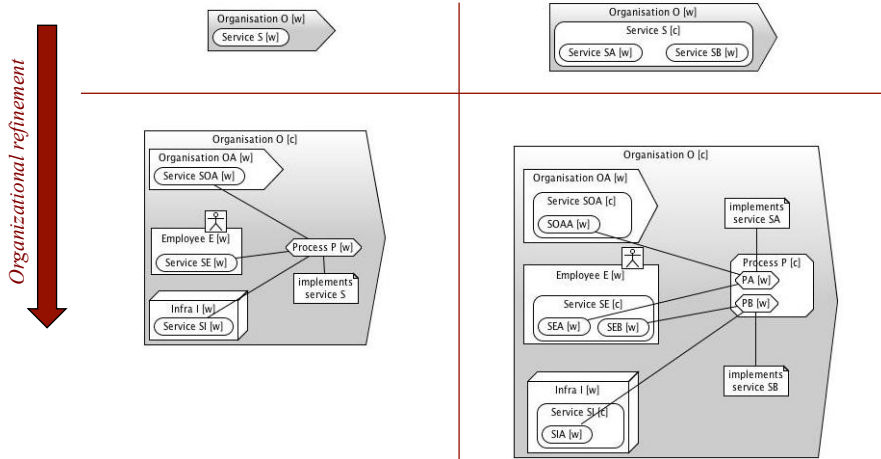 Organizational refinement
Organisation O [w]
Service S [w]
Organisation O [w]
Service S [c]
Service SA [w]
Service SB [w]
Organisation O [c]
Organisation OA [w]
Service SOA [w]
Employee E [w]
Service SE [w]
Process P [w]
implements
service S
Infra I [w]
Service SI [w]
Organisation O [c]
Organisation OA [w]
Service SOA [c]
SOAA [w]
implements
service SA
Employee E [w]
Service SE [c]
SEA [w]
SEB [w]
Process P [c]
PA [w]
PB [w]
implements
service SB
Infra I [w]
Service SI [c]
SIA [w]